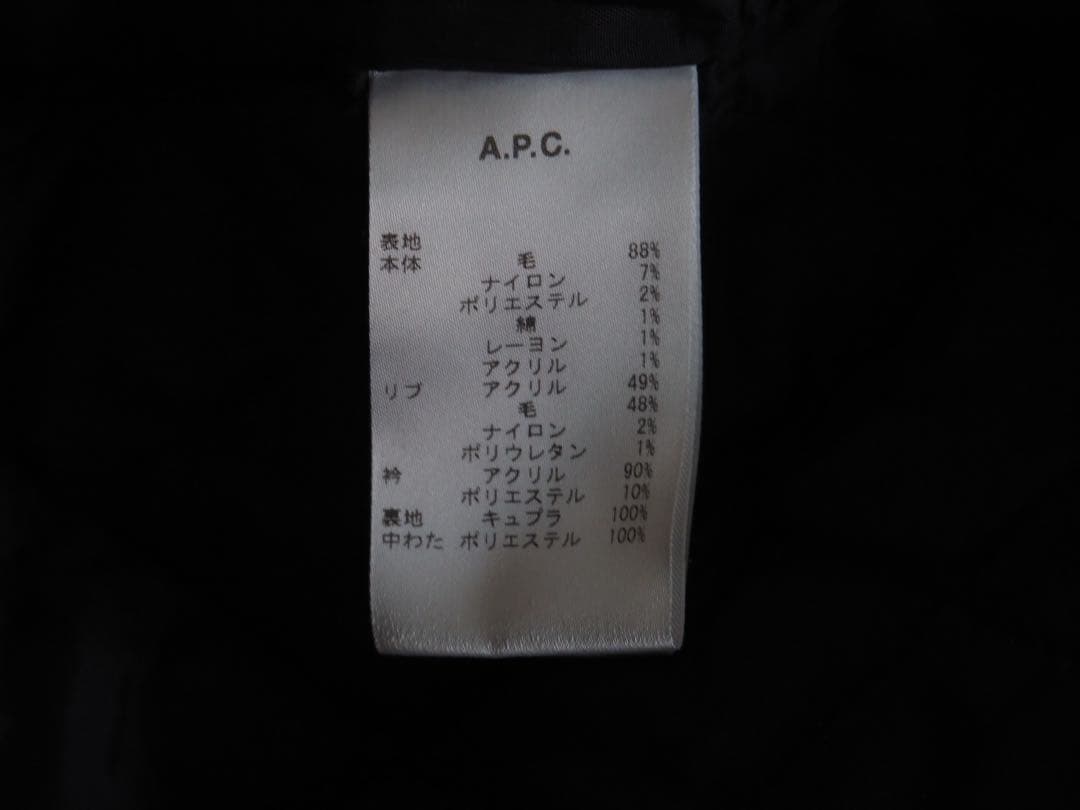 A.P.C.
表地
本体 毛 88%
ナイロン 7%
ポリエステル 2%
綿 1%
レーヨン 1%
アクリル 1%
リブ アクリル 49%
毛 48%
ナイロン 2%
ポリウレタン 1%
衿 アクリル 90%
ポリエステル 10%
裏地 キュプラ 100%
中わた ポリエステル 100%